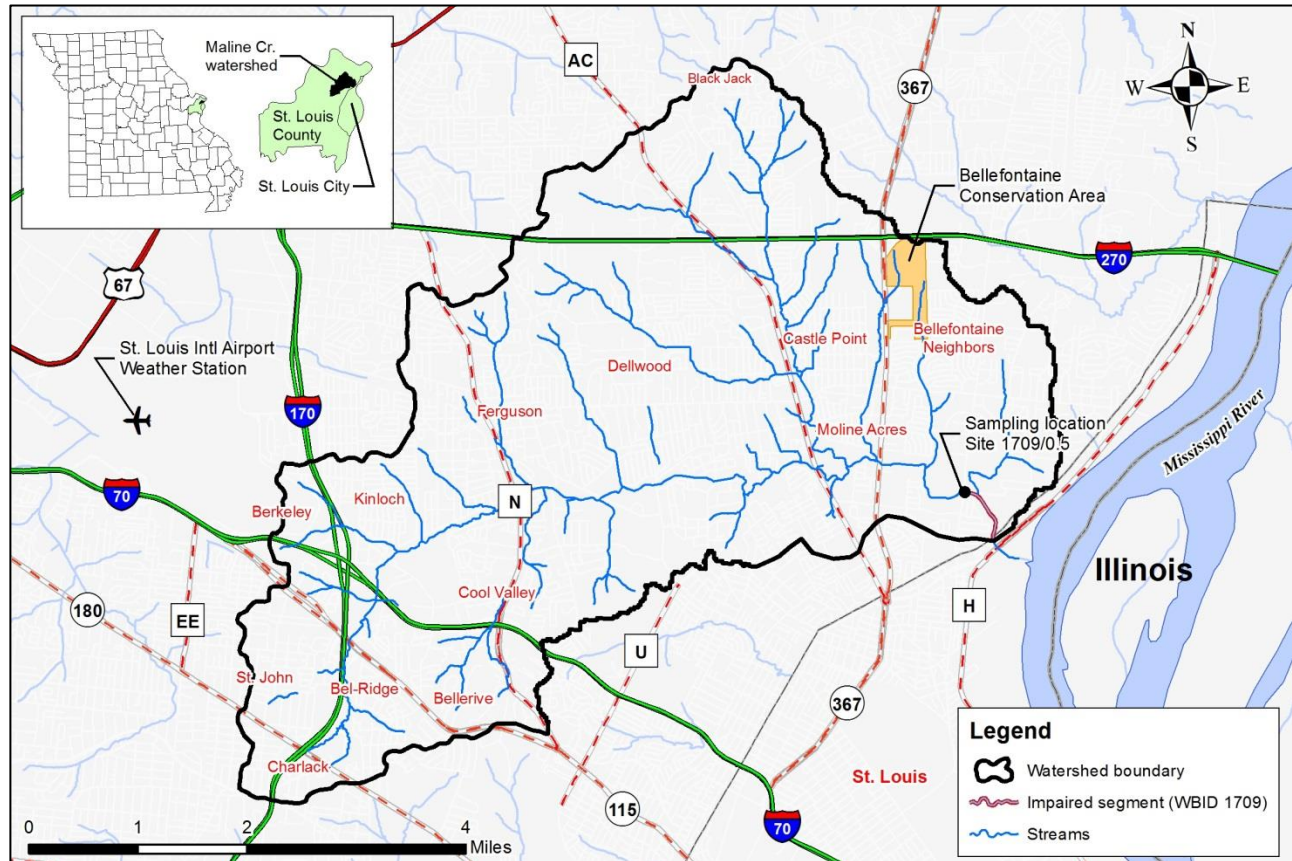 Maline Cr.
watershed
St. Louis
County
St. Louis City
AC
Black Jack
367
N
W
E
S
Bellefontaine
Conservation Area
67
270
St. Louis Intl Airport
Weather Station
170
Castle Point
Bellefontaine
Neighbors
Dellwood
Ferguson
Moline Acres
Sampling location
Site 1709/0.5
Mississippi River
70
Berkeley
Kinloch
N
Cool Valley
Illinois
180
EE
U
H
St. John
Bel-Ridge
Bellerive
367
Charlack
St. Louis
115
70
Legend
Watershed boundary
Impaired segment (WBID 1709)
Streams
0 1 2 4
Miles